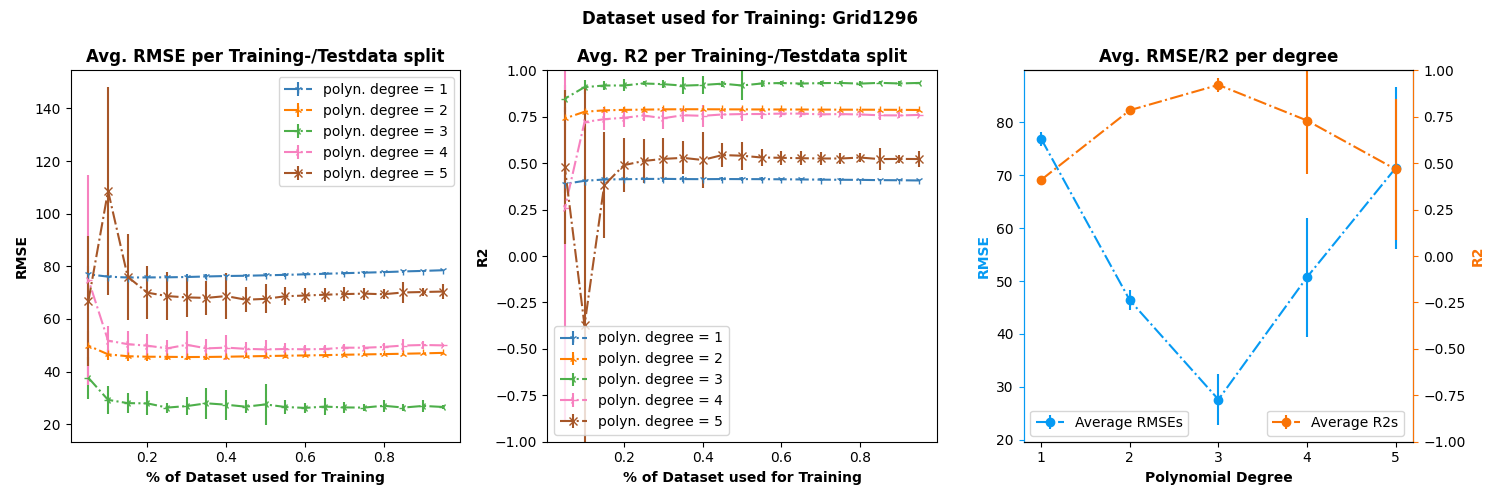 Dataset used for Training: Grid1296
Avg. RMSE per Training-/Testdata split
polyn. degree = 1
polyn. degree = 2
polyn. degree = 3
polyn. degree = 4
polyn. degree = 5
140
120
100
80
60
40
20
RMSE
0.2
0.4
0.6
0.8
% of Dataset used for Training
Avg. R2 per Training-/Testdata split
1.00
0.75
0.50
0.25
0.00
−0.25
−0.50
−0.75
−1.00
R2
polyn. degree = 1
polyn. degree = 2
polyn. degree = 3
polyn. degree = 4
polyn. degree = 5
0.2
0.4
0.6
0.8
% of Dataset used for Training
Avg. RMSE/R2 per degree
80
70
60
50
40
30
20
RMSE
1.00
0.75
0.50
0.25
0.00
−0.25
−0.50
−0.75
−1.00
R2
Average RMSEs
Average R2s
1
2
3
4
5
Polynomial Degree